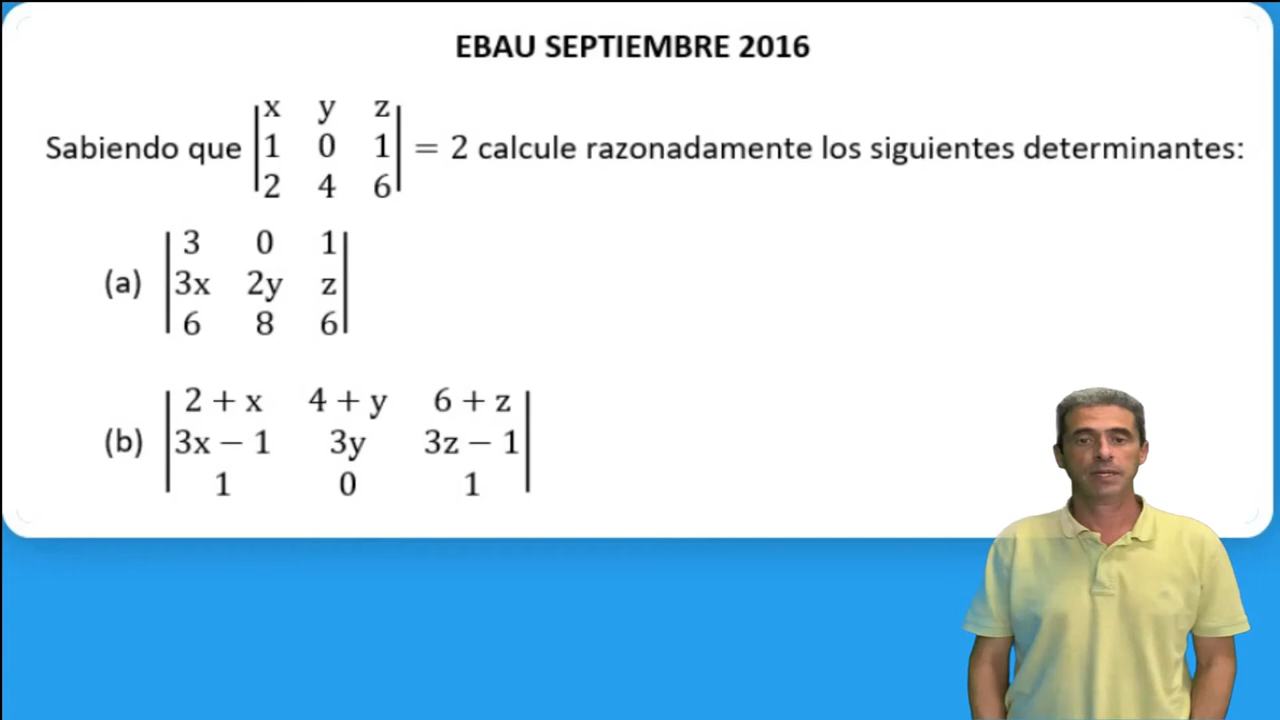 EBAU SEPTIEMBRE 2016
Sabiendo que |x y z|
|1 0 1| = 2 calcule razonadamente los siguientes determinantes:
|2 4 6|
|3 0 1|
(a) |3x 2y z|
|6 8 6|
|2 + x 4 + y 6 + z|
(b) |3x − 1 3y 3z − 1|
|1 0 1|